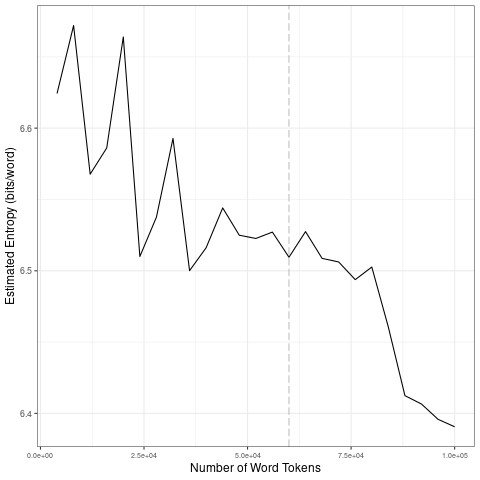 Estimated Entropy (bits/word)
6.6
6.5
6.4
0.0e+00 2.5e+04 5.0e+04 7.5e+04 1.0e+05
Number of Word Tokens